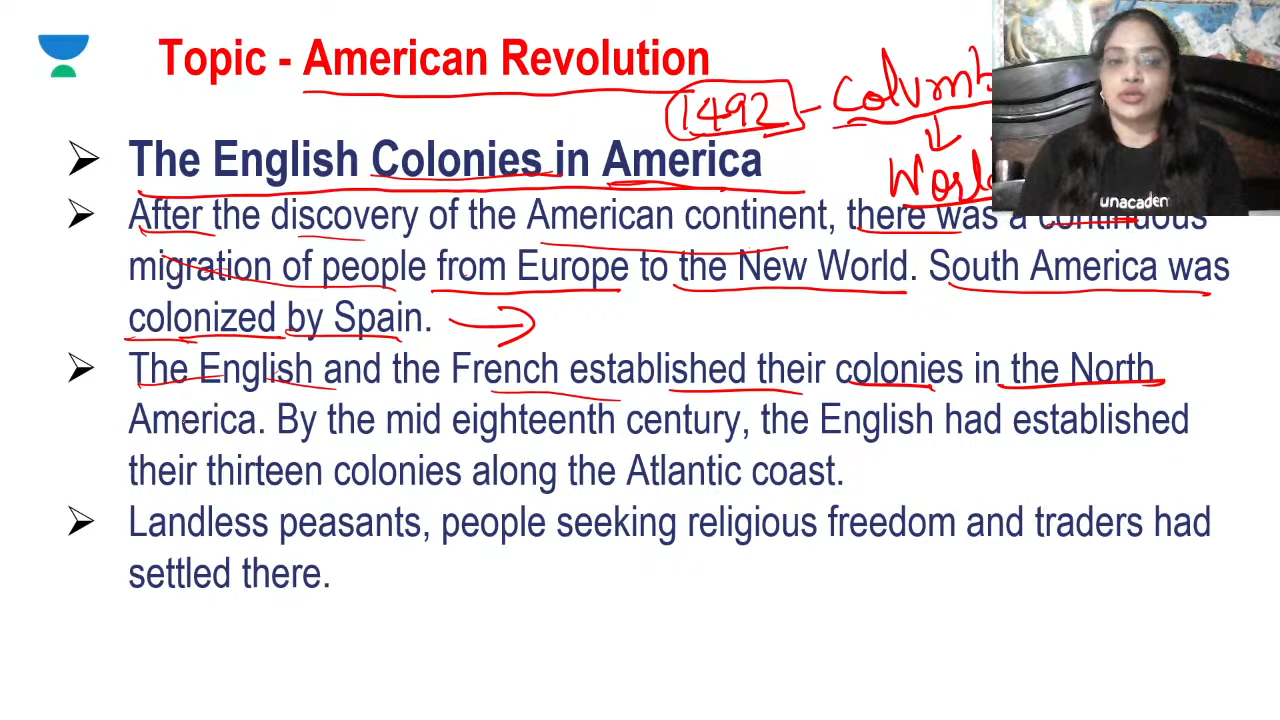 Topic - American Revolution
1492 - Columb
World
The English Colonies in America
unacadem
After the discovery of the American continent, there was a continuous
migration of people from Europe to the New World. South America was
colonized by Spain.
The English and the French established their colonies in the North
America. By the mid eighteenth century, the English had established
their thirteen colonies along the Atlantic coast.
Landless peasants, people seeking religious freedom and traders had
settled there.